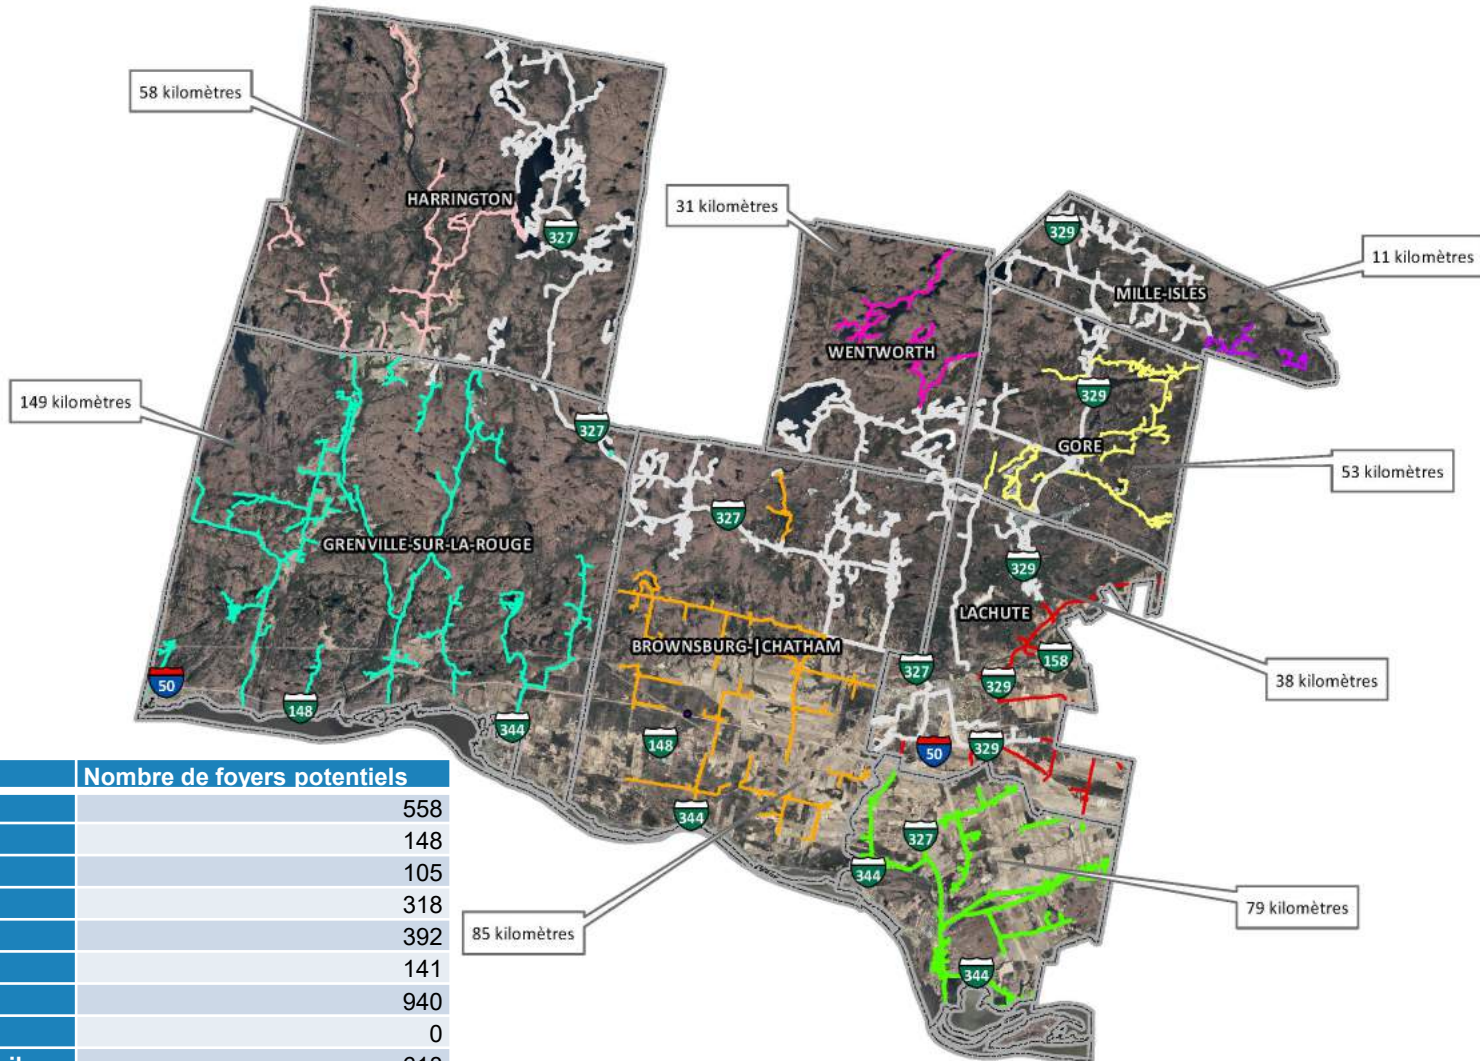 58 kilomètres
HARRINGTON
327
31 kilomètres
329
11 kilomètres
MILLE-ISLES
WENTWORTH
329
149 kilomètres
327
GORE
53 kilomètres
327
GRENVILLE-SUR-LA-ROUGE
329
LACHUTE
BROWNSBURG-|CHATHAM
158
327
329
38 kilomètres
50
148
344
148
50
329
Nombre de foyers potentiels
558
148
105
318
392
141
940
0
344
327
344
79 kilomètres
85 kilomètres
344